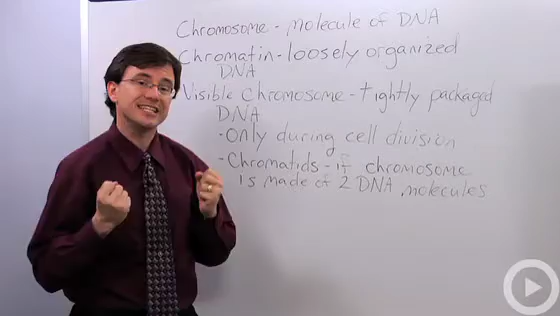 Chromosome - molecule of DNA
Chromatin - loosely organized
DNA
Visible Chromosome - tightly packaged
DNA
- Only during cell division
- Chromatids - if chromosome
is made of 2 DNA molecules